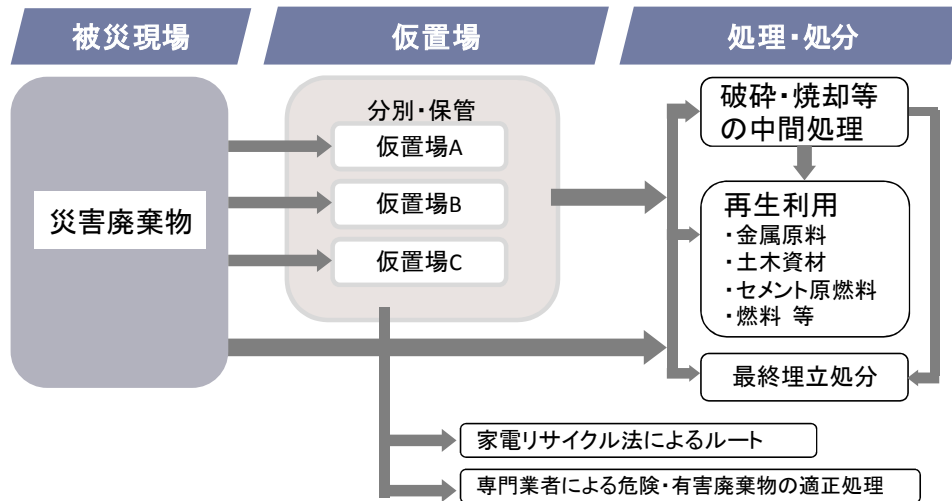 被災現場
仮置場
処理・処分
災害廃棄物
分別・保管
仮置場A
仮置場B
仮置場C
破砕・焼却等
の中間処理
再生利用
・金属原料
・土木資材
・セメント原燃料
・燃料 等
最終埋立処分
家電リサイクル法によるルート
専門業者による危険・有害廃棄物の適正処理